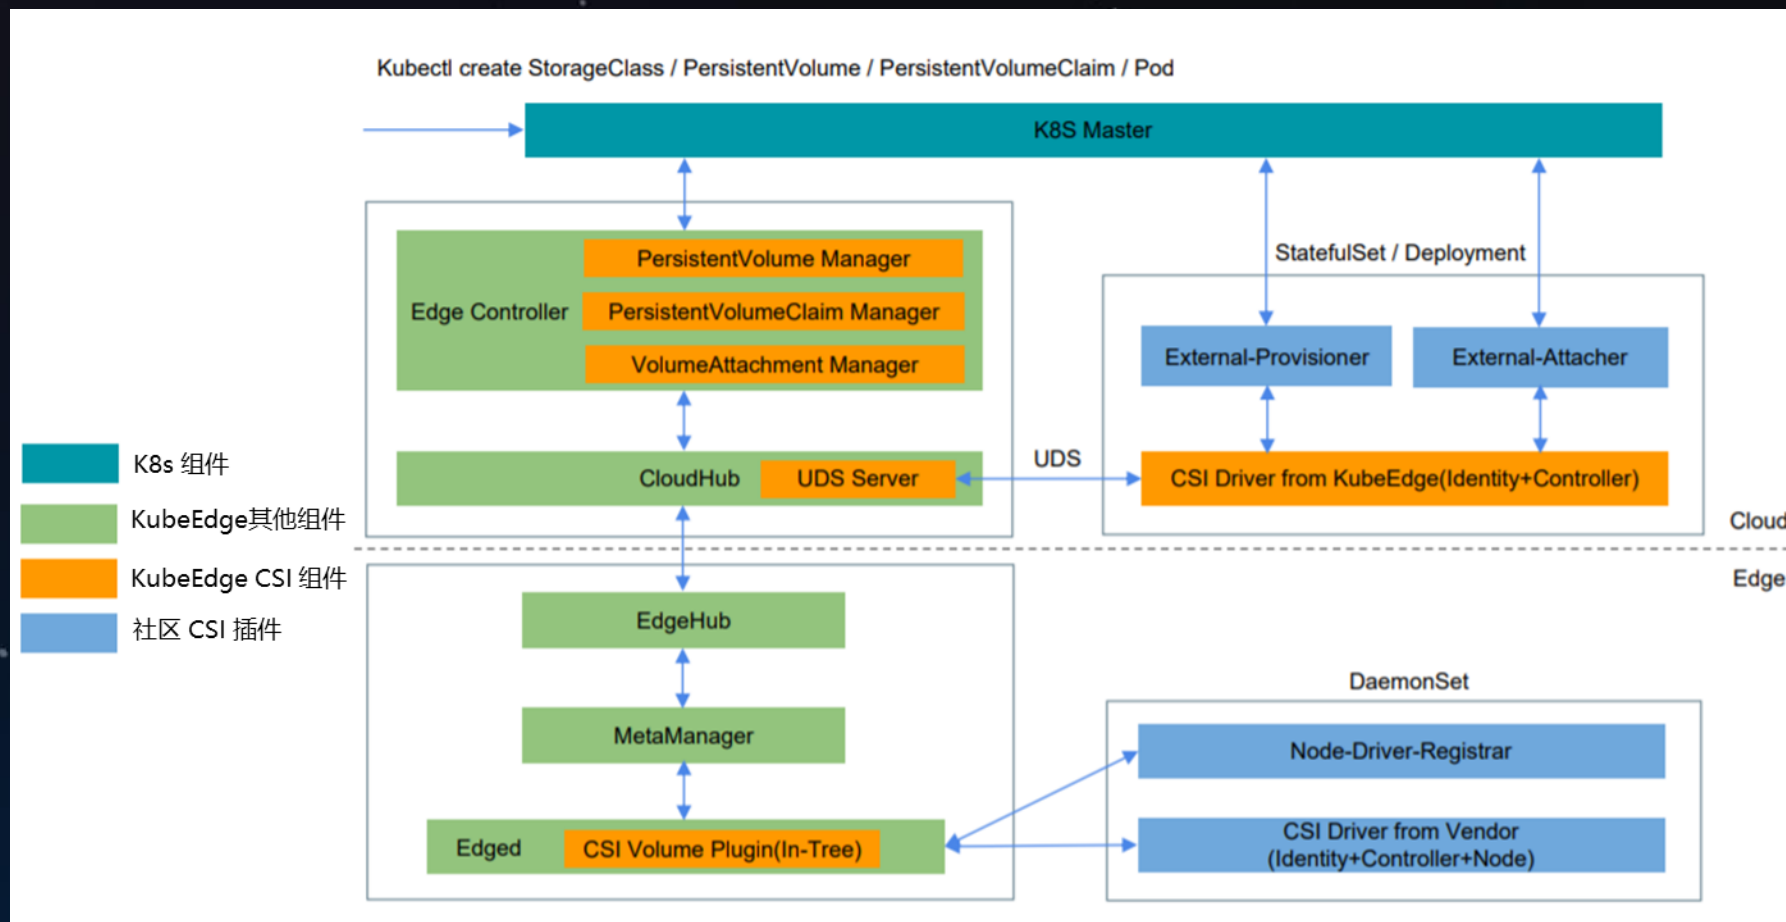 Kubectl create StorageClass / PersistentVolume / PersistentVolumeClaim / Pod
K8S Master
PersistentVolume Manager
Edge Controller
PersistentVolumeClaim Manager
VolumeAttachment Manager
CloudHub
UDS Server
UDS
StatefulSet / Deployment
External-Provisioner
External-Attacher
CSI Driver from KubeEdge(Identity+Controller)
Cloud
Edge
K8s 组件
KubeEdge其他组件
KubeEdge CSI 组件
社区 CSI 插件
EdgeHub
MetaManager
Edged
CSI Volume Plugin(In-Tree)
DaemonSet
Node-Driver-Registrar
CSI Driver from Vendor
(Identity+Controller+Node)